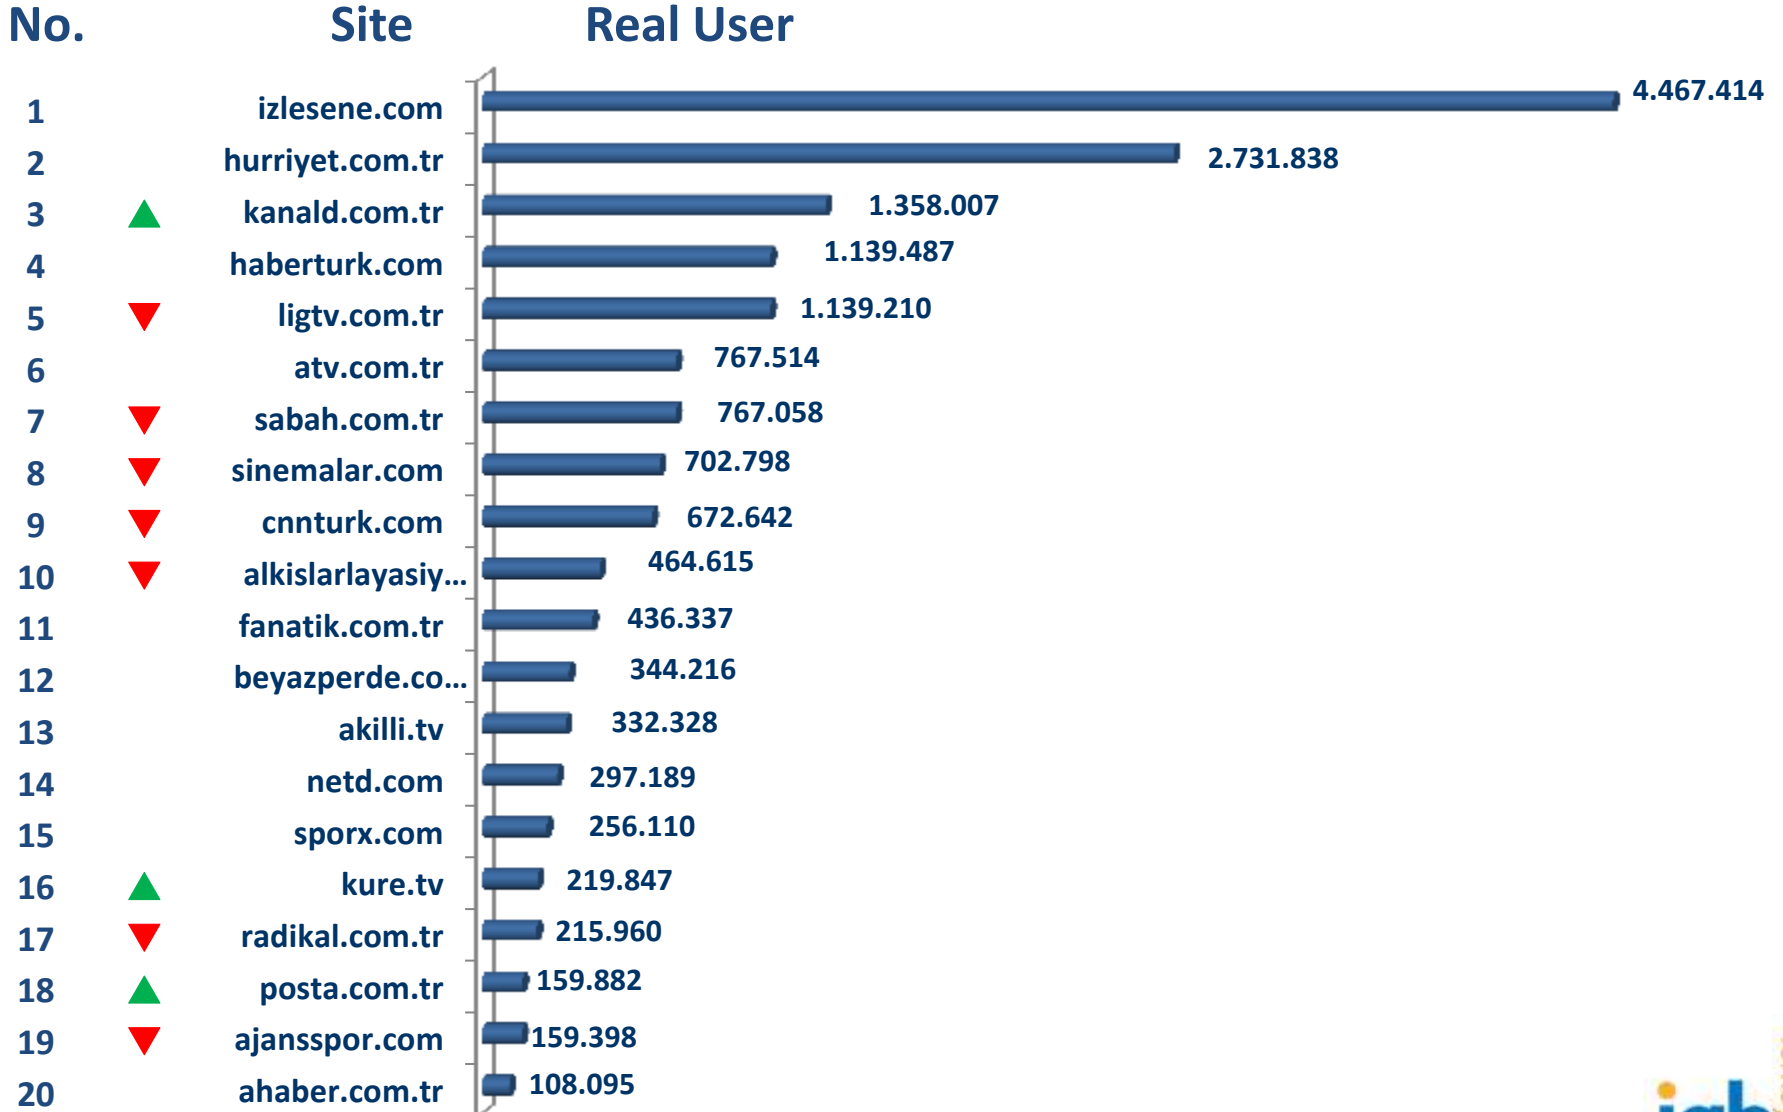 No. Site Real User
1 izlesene.com 4.467.414
2 hurriyet.com.tr 2.731.838
3 kanald.com.tr 1.358.007
4 haberturk.com 1.139.487
5 ligtv.com.tr 1.139.210
6 atv.com.tr 767.514
7 sabah.com.tr 767.058
8 sinemalar.com 702.798
9 cnnturk.com 672.642
10 alkislarlayasiy... 464.615
11 fanatik.com.tr 436.337
12 beyazperde.co... 344.216
13 akilli.tv 332.328
14 netd.com 297.189
15 sporx.com 256.110
16 kure.tv 219.847
17 radikal.com.tr 215.960
18 posta.com.tr 159.882
19 ajansspor.com 159.398
20 ahaber.com.tr 108.095